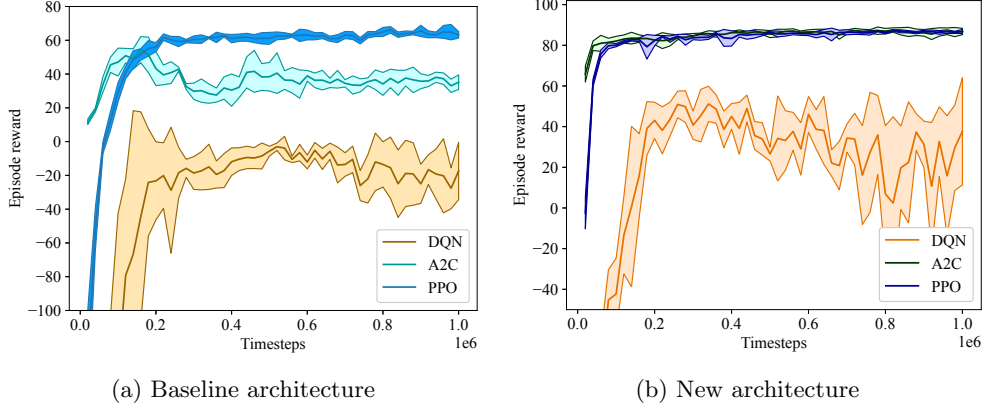 80
60
40
20
0
−20
−40
−60
−80
−100
Episode reward
0.0
0.2
0.4
0.6
0.8
1.0
Timesteps
1e6
DQN
A2C
PPO
(a) Baseline architecture
100
80
60
40
20
0
−20
−40
Episode reward
0.0
0.2
0.4
0.6
0.8
1.0
Timesteps
1e6
DQN
A2C
PPO
(b) New architecture